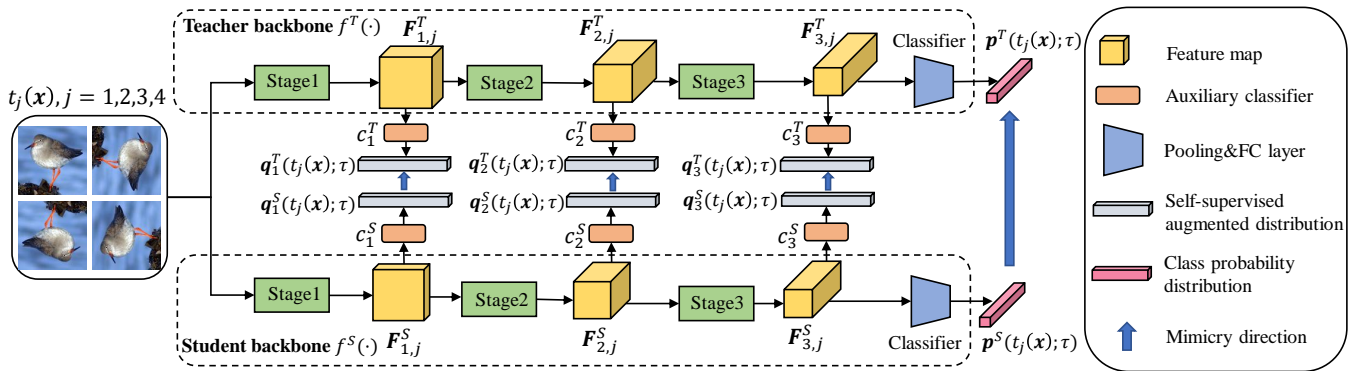 Teacher backbone f^T(·)
F^T_{1,j}
F^T_{2,j}
F^T_{3,j}
Classifier
p^T(t_j(x);τ)
Stage1
Stage2
Stage3
t_j(x), j = 1,2,3,4
c^T_1
c^T_2
c^T_3
q^T_1(t_j(x);τ)
q^T_2(t_j(x);τ)
q^T_3(t_j(x);τ)
q^S_1(t_j(x);τ)
q^S_2(t_j(x);τ)
q^S_3(t_j(x);τ)
c^S_1
c^S_2
c^S_3
Stage1
Stage2
Stage3
Student backbone f^S(·)
F^S_{1,j}
F^S_{2,j}
F^S_{3,j}
Classifier
p^S(t_j(x);τ)
Feature map
Auxiliary classifier
Pooling&FC layer
Self-supervised
augmented distribution
Class probability
distribution
Mimicry direction